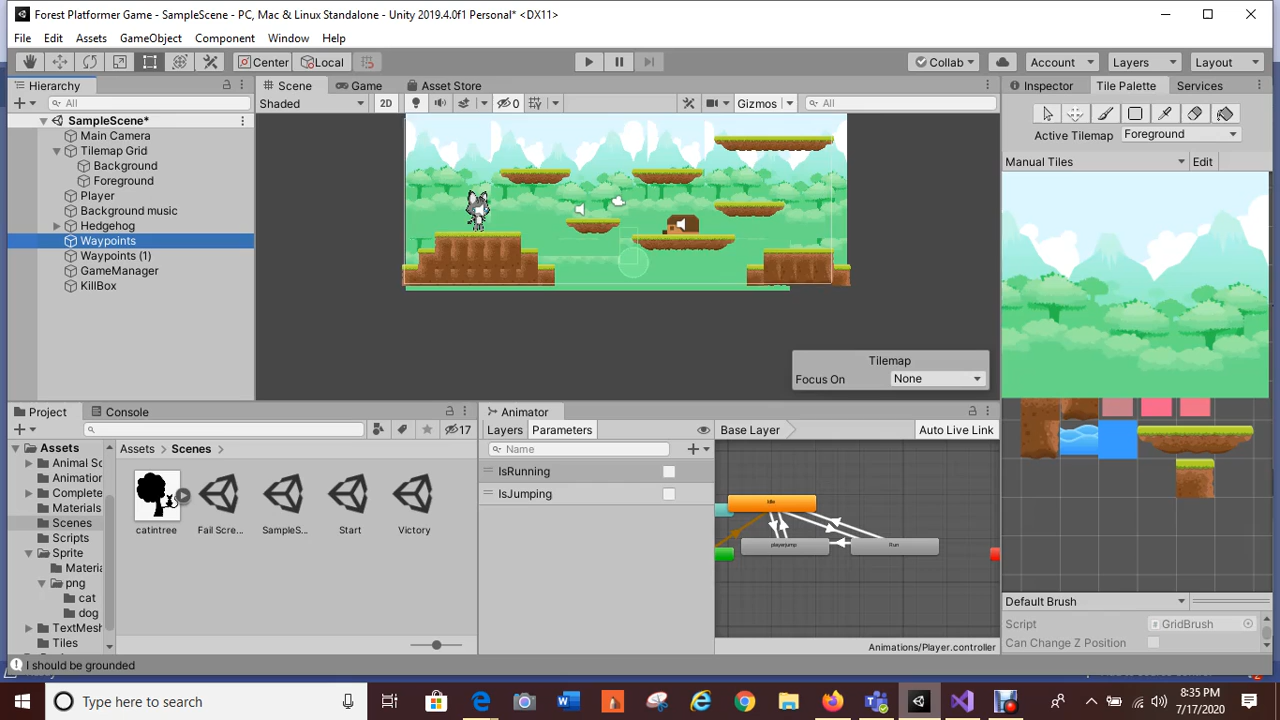 Forest Platformer Game - SampleScene - PC, Mac & Linux Standalone - Unity 2019.4.0f1 Personal* <DX11>
File Edit Assets GameObject Component Window Help
Center Local Collab Account Layers Layout
Hierarchy Scene Game Asset Store Inspector Tile Palette Services
All Shaded 2D 0 Gizmos All
SampleScene*
Main Camera
Tilemap Grid
Background
Foreground
Player
Background music
Hedgehog
Waypoints
Waypoints (1)
GameManager
KillBox
Active Tilemap Foreground
Manual Tiles Edit
Tilemap
Focus On None
Project Console
17
Assets
Animal Sc
Animation
Complete
Materials
Scenes
Scripts
Sprite
Materia
png
cat
dog
TextMesh
Tiles
Assets Scenes
catintree Fail Scre... SampleS... Start Victory
Animator
Layers Parameters Base Layer Auto Live Link
Name
IsRunning
IsJumping
Idle
playerjump Run
Animations/Player.controller
Default Brush
Script GridBrush
Can Change Z Position
I should be grounded
Type here to search
8:35 PM
7/17/2020